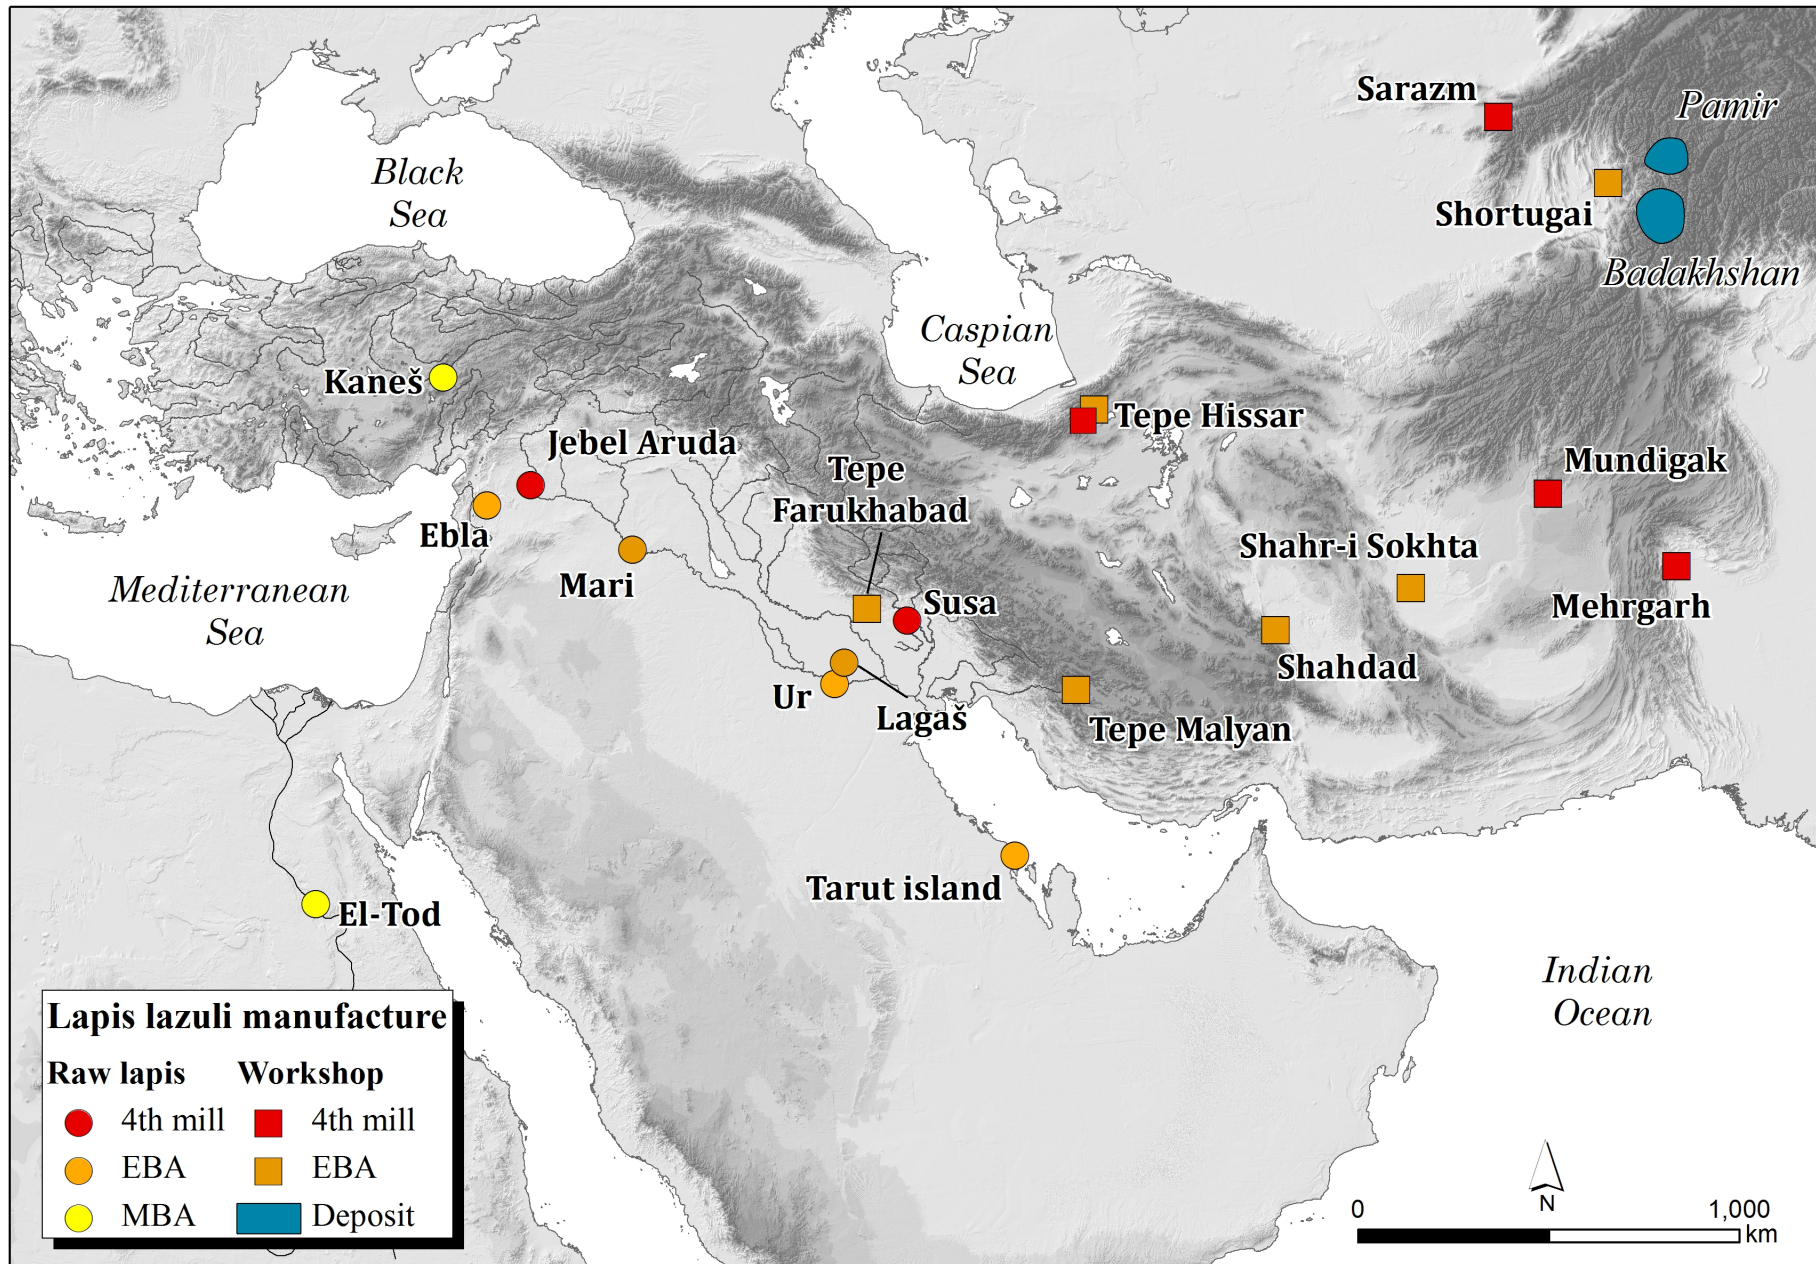 Sarazm
Pamir
Black
Sea
Shortugai
Badakhshan
Caspian
Sea
Kaneš
Tepe Hissar
Jebel Aruda
Tepe
Farukhabad
Mundigak
Ebla
Shahr-i Sokhta
Mari
Mediterranean
Sea
Susa
Mehrgarh
Shahdad
Ur
Lagaš
Tepe Malyan
Tarut island
El-Tod
Indian
Ocean
Lapis lazuli manufacture
Raw lapis Workshop
4th mill 4th mill
EBA EBA
MBA Deposit
N
0 1,000
km